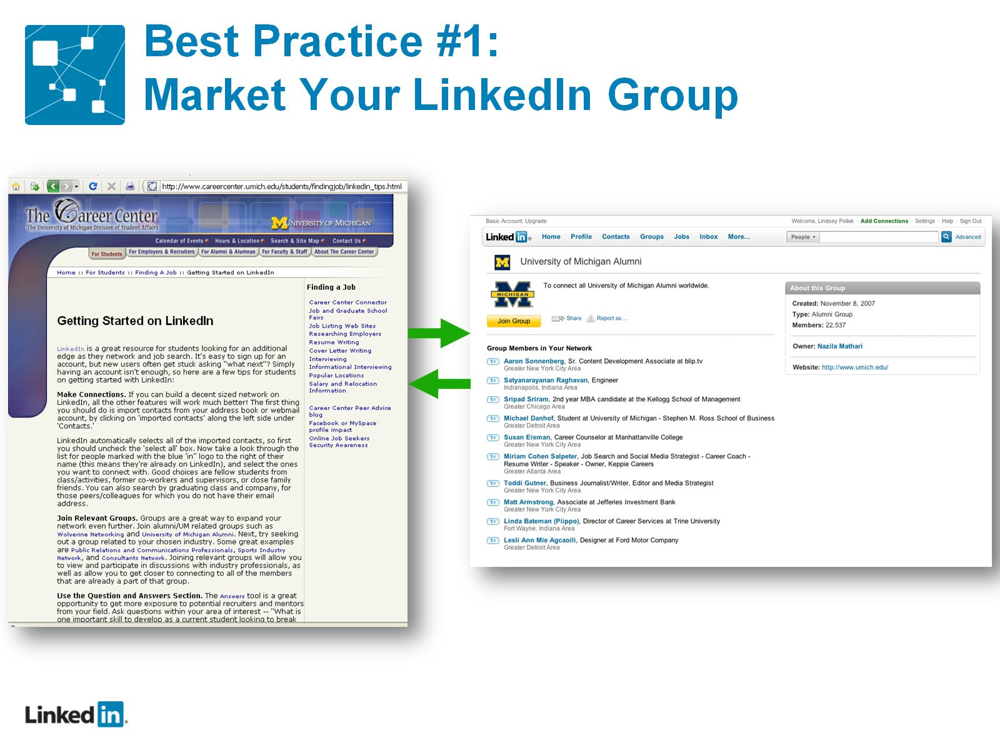 Best Practice #1:
Market Your LinkedIn Group
http://www.careercenter.umich.edu/students/findingjob/linkedin_tips.html
The Career Center
The University of Michigan Division of Student Affairs
M UNIVERSITY OF MICHIGAN
Calendar of Events Hours & Location Search & Site Map Contact Us
For Students For Employers & Recruiters For Alumni & Alumnae For Faculty & Staff About The Career Center
Home :: For Students :: Finding A Job :: Getting Started on LinkedIn
Getting Started on LinkedIn
LinkedIn is a great resource for students looking for an additional
edge as they network and job search. It's easy to sign up for an
account, but new users often get stuck asking "what next"? Simply
having an account isn't enough, so here are a few tips for students
on getting started with LinkedIn:
Make Connections. If you can build a decent sized network on
LinkedIn, all the other features will work much better! The first thing
you should do is import contacts from your address book or webmail
account, by clicking on 'imported contacts' along the left side under
'Contacts.'
LinkedIn automatically selects all of the imported contacts, so first
you should uncheck the 'select all' box. Now take a look through the
list for people marked with the blue 'in" logo to the right of their
name (this means they're already on LinkedIn), and select the ones
you want to connect with. Good choices are fellow students from
class/activities, former co-workers and supervisors, or close family
friends. You can also search by graduating class and company, for
those peers/colleagues for which you do not have their email
address.
Join Relevant Groups. Groups are a great way to expand your
network even further. Join alumni/UM related groups such as
Wolverine Networking and University of Michigan Alumni. Next, try seeking
out a group related to your chosen industry. Some great examples
are Public Relations and Communications Professionals, Sports Industry
Network, and Consultants Network. Joining relevant groups will allow you
to view and participate in discussions with industry professionals, as
well as allow you to get closer to connecting to all of the members
that are already a part of that group.
Use the Question and Answers Section. The Answers tool is a great
opportunity to get more exposure to potential recruiters and mentors
from your field. Ask questions within your area of interest -- "What is
one important skill to develop as a current student looking to break
Finding a Job
Career Center Connector
Job and Graduate School
Fairs
Job Listing Web Sites
Researching Employers
Resume Writing
Cover Letter Writing
Interviewing
Informational Interviewing
Popular Locations
Salary and Relocation
Information
Career Center Peer Advice
blog
Facebook or MySpace
profile impact
Online Job Seekers
Security Awareness
Basic Account: Upgrade
Welcome, Lindsey Pollak · Add Connections · Settings · Help · Sign Out
Linked in ® Home Profile Contacts Groups Jobs Inbox More... People Advanced
M University of Michigan Alumni
MICHIGAN
To connect all University of Michigan Alumni worldwide.
Join Group Share Report as...
Group Members in Your Network
1st Aaron Sonnenberg, Sr. Content Development Associate at blip.tv
Greater New York City Area
1st Satyanarayanan Raghavan, Engineer
Indianapolis, Indiana Area
1st Sripad Sriram, 2nd year MBA candidate at the Kellogg School of Management
Greater Chicago Area
1st Michael Danhof, Student at University of Michigan - Stephen M. Ross School of Business
Greater Detroit Area
1st Susan Eisman, Career Counselor at Manhattanville College
Greater New York City Area
1st Miriam Cohen Salpeter, Job Search and Social Media Strategist - Career Coach -
Resume Writer - Speaker - Owner, Keppie Careers
Greater Atlanta Area
1st Toddi Gutner, Business Journalist/Writer, Editor and Media Strategist
Greater New York City Area
1st Matt Armstrong, Associate at Jefferies Investment Bank
Greater New York City Area
1st Linda Bateman (Piippo), Director of Career Services at Trine University
Fort Wayne, Indiana Area
1st Lesli Ann Mie Agcaoili, Designer at Ford Motor Company
Greater Detroit Area
About this Group
Created: November 8, 2007
Type: Alumni Group
Members: 22,537
Owner: Nazila Mathari
Website: http://www.umich.edu/
Linked in.